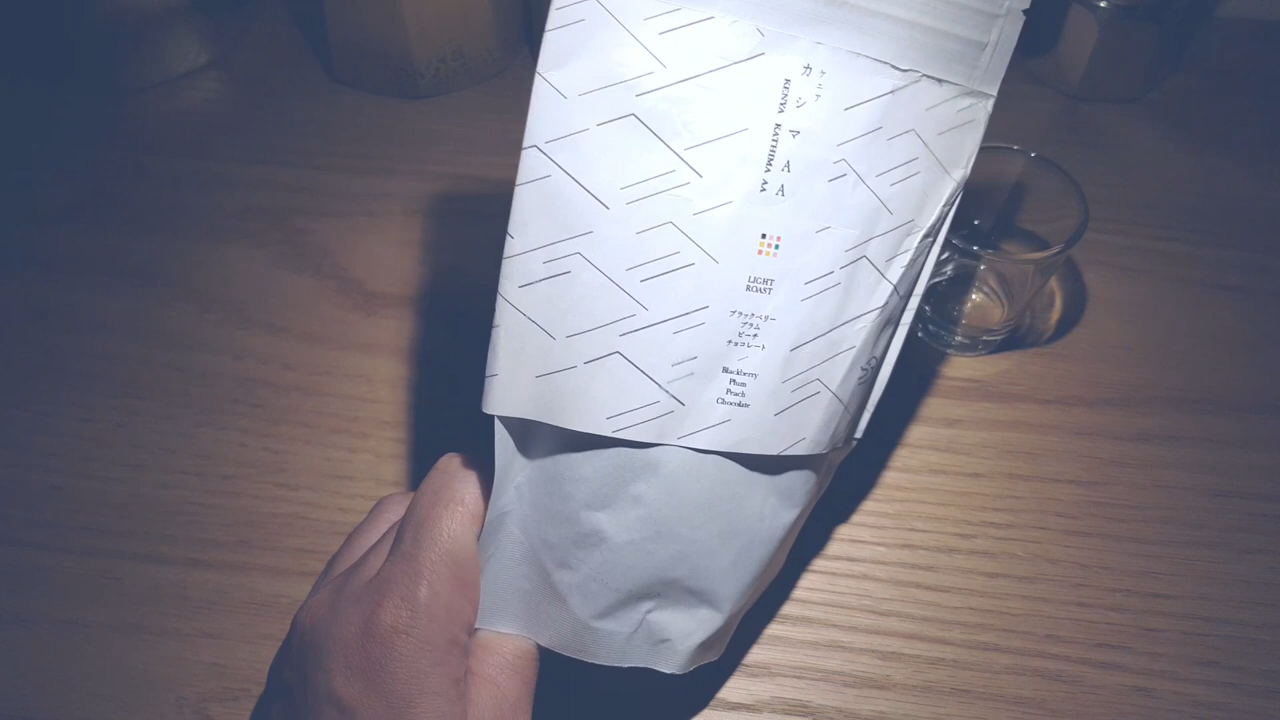 ケニア
カシマAA
KENYA KATHIMA AA
LIGHT
ROAST
ブラックベリー
プラム
ピーチ
チョコレート
Blackberry
Plum
Peach
Chocolate